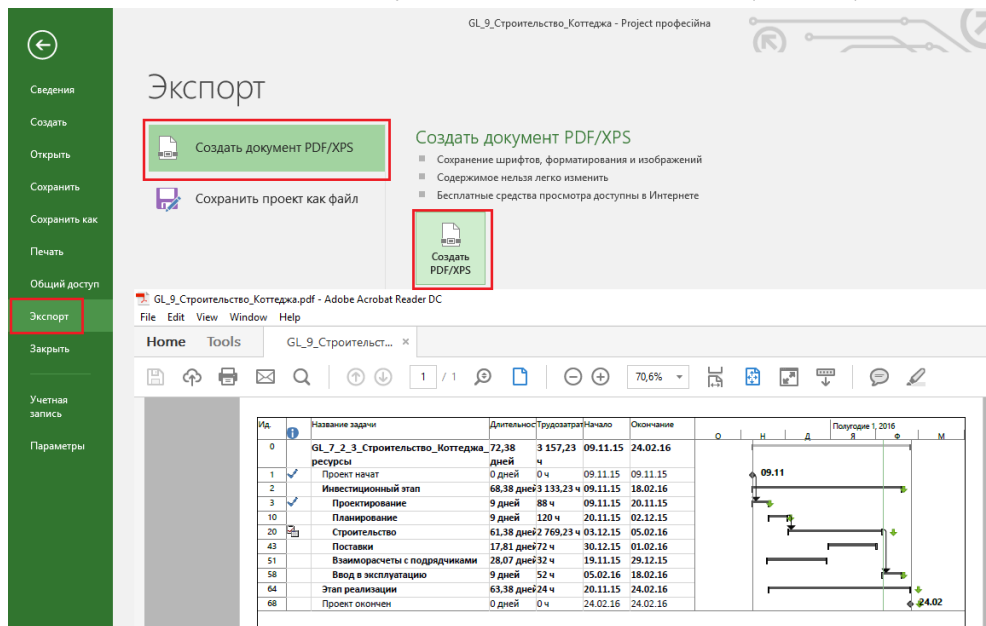 GL_9_Строительство_Коттеджа - Project професійна
Сведения
Создать
Открыть
Сохранить
Сохранить как
Печать
Общий доступ
Экспорт
Закрыть
Учетная
запись
Параметры
Экспорт
Создать документ PDF/XPS
Сохранить проект как файл
Создать документ PDF/XPS
Сохранение шрифтов, форматирования и изображений
Содержимое нельзя легко изменить
Бесплатные средства просмотра доступны в Интернете
Создать
PDF/XPS
GL_9_Строительство_Коттеджа.pdf - Adobe Acrobat Reader DC
File Edit View Window Help
Home Tools GL_9_Строительст... ×
1 / 1 70,6%
Ид. Название задачи Длительнос Трудозатрат Начало Окончание Полугодие 1, 2016
О Н Д Я Ф М
0 GL_7_2_3_Строительство_Коттеджа_ 72,38 3 157,23 09.11.15 24.02.16
ресурсы дней ч
1 Проект начат 0 дней 0 ч 09.11.15 09.11.15 09.11
2 Инвестиционный этап 68,38 дней 3 133,23 ч 09.11.15 18.02.16
3 Проектирование 9 дней 88 ч 09.11.15 20.11.15
10 Планирование 9 дней 120 ч 20.11.15 02.12.15
20 Строительство 61,38 дней 2 769,23 ч 03.12.15 05.02.16
43 Поставки 17,81 дней 72 ч 30.12.15 01.02.16
51 Взаиморасчеты с подрядчиками 28,07 дней 32 ч 19.11.15 29.12.15
58 Ввод в эксплуатацию 9 дней 52 ч 05.02.16 18.02.16
64 Этап реализации 63,38 дней 24 ч 20.11.15 24.02.16
68 Проект окончен 0 дней 0 ч 24.02.16 24.02.16 24.02